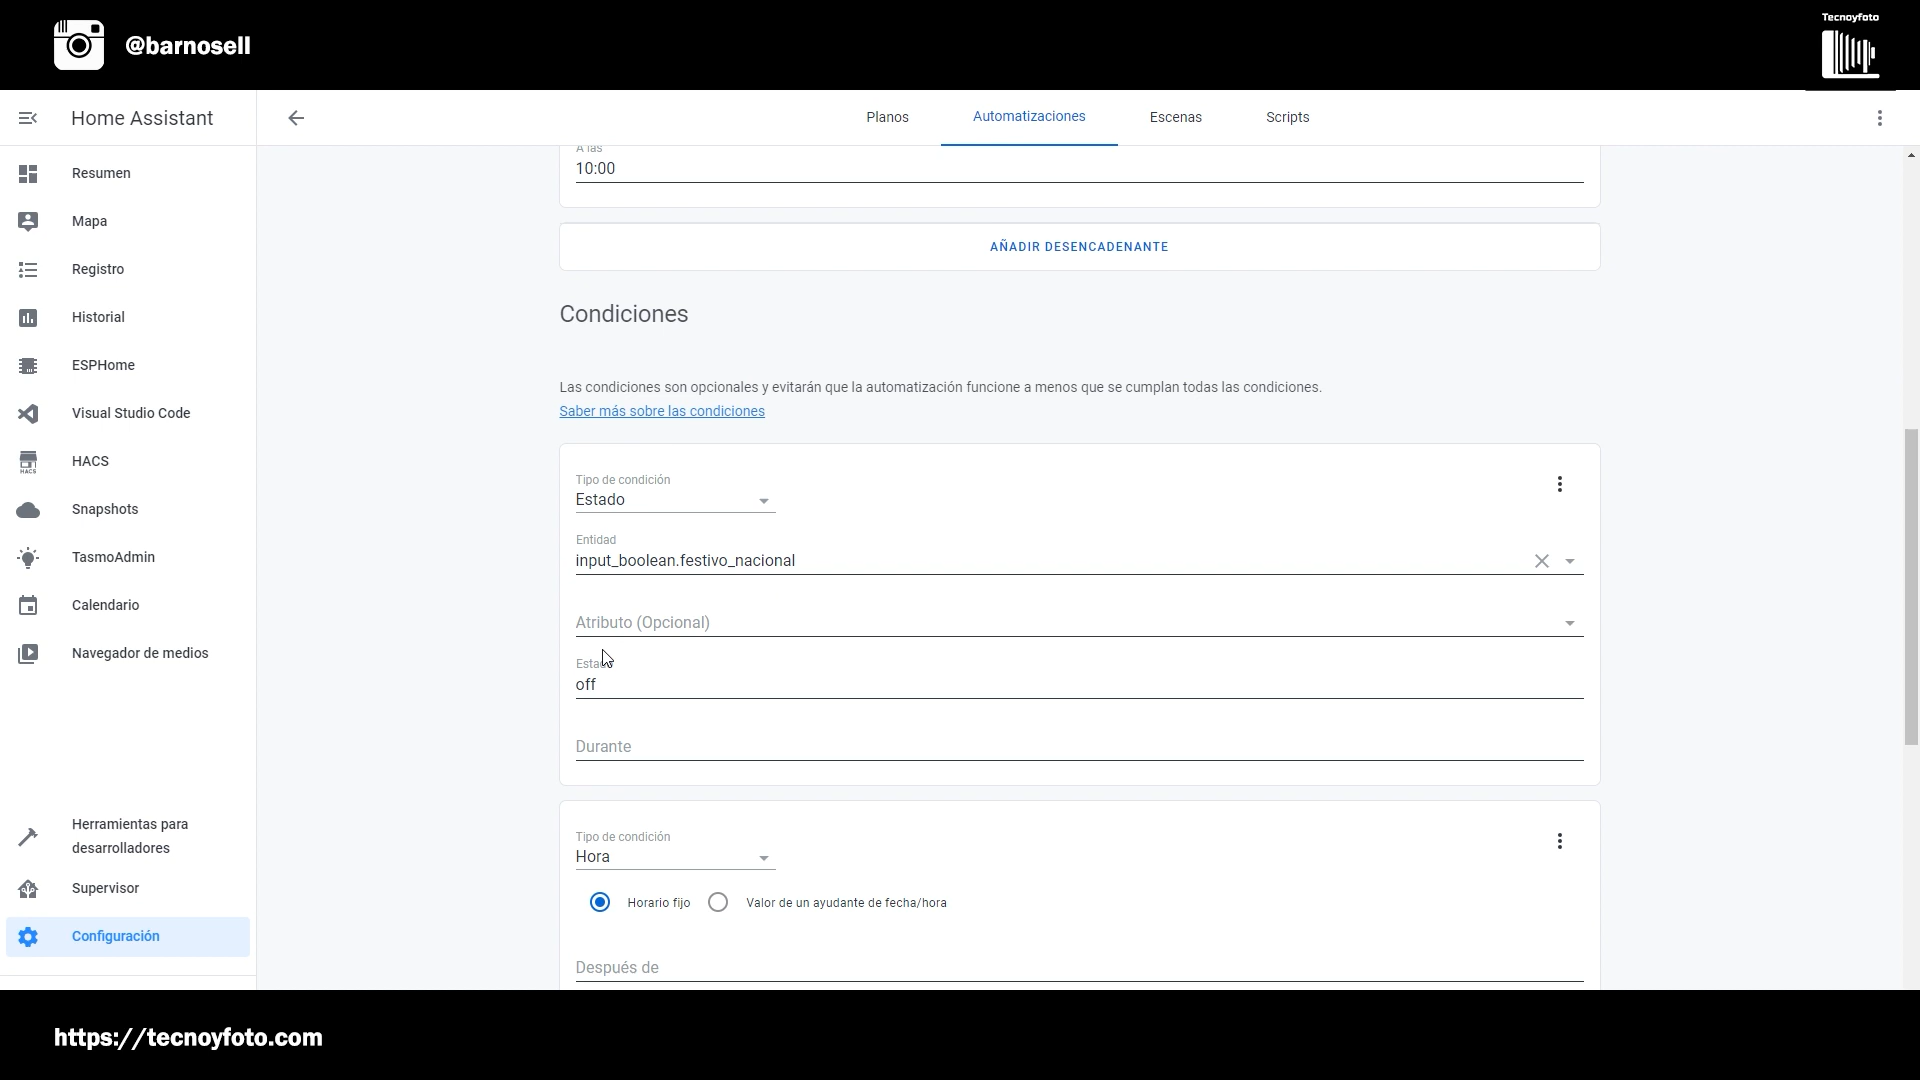 @barnosell
Tecnoyfoto
Home Assistant
Planos
Automatizaciones
Escenas
Scripts
Resumen
Mapa
Registro
Historial
ESPHome
Visual Studio Code
HACS
HACS
Snapshots
TasmoAdmin
Calendario
Navegador de medios
Herramientas para
desarrolladores
Supervisor
Configuración
A las
10:00
AÑADIR DESENCADENANTE
Condiciones
Las condiciones son opcionales y evitarán que la automatización funcione a menos que se cumplan todas las condiciones.
Saber más sobre las condiciones
Tipo de condición
Estado
Entidad
input_boolean.festivo_nacional
Atributo (Opcional)
Estado
off
Durante
Tipo de condición
Hora
Horario fijo
Valor de un ayudante de fecha/hora
Después de
https://tecnoyfoto.com